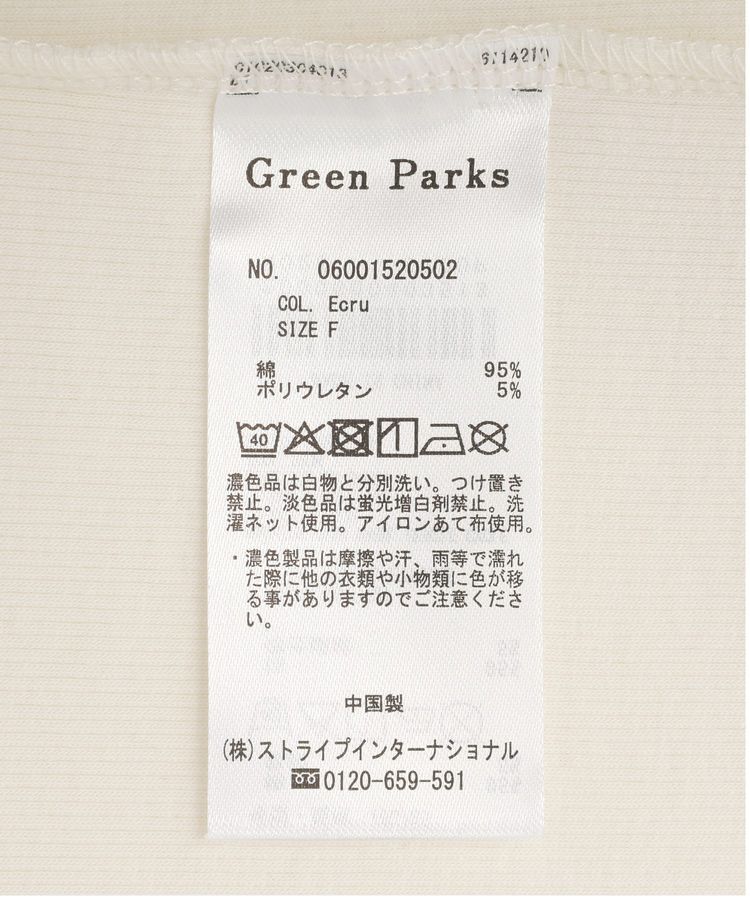 Green Parks
NO. 06001520502
COL. Ecru
SIZE F
綿 95%
ポリウレタン 5%
40
濃色品は白物と分別洗い。つけ置き
禁止。淡色品は蛍光増白剤禁止。洗
濯ネット使用。アイロンあて布使用。
・濃色製品は摩擦や汗、雨等で濡れ
た際に他の衣類や小物類に色が移
る事がありますのでご注意くださ
い。
中国製
(株)ストライプインターナショナル
0120-659-591